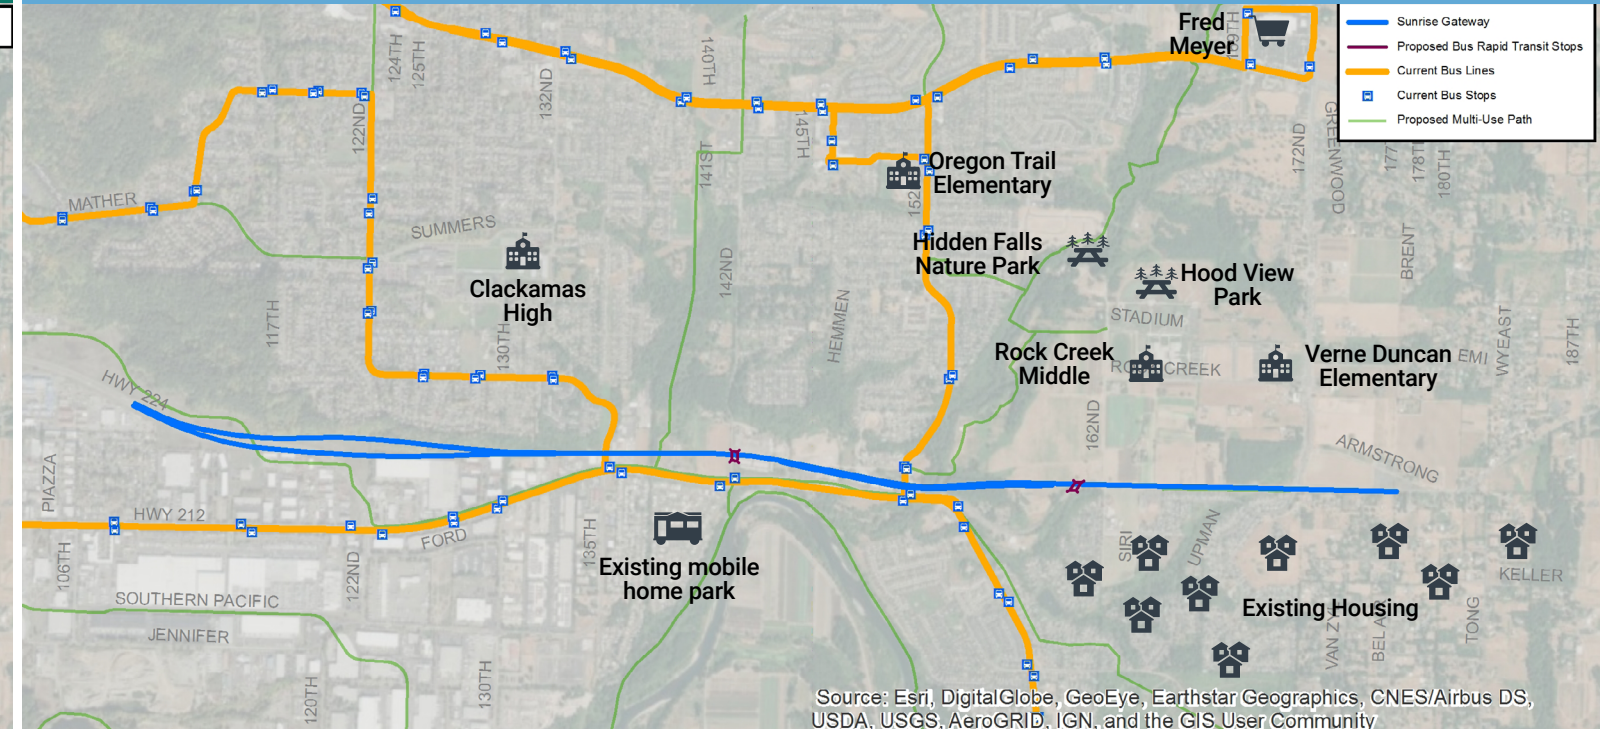 Fred
Meyer
169TH
Sunrise Gateway
Proposed Bus Rapid Transit Stops
Current Bus Lines
Current Bus Stops
Proposed Multi-Use Path
124TH
125TH
132ND
140TH
122ND
145TH
141ST
172ND
GREENWOOD
178TH
180TH
Oregon Trail
Elementary
MATHER
SUMMERS
Hidden Falls
Nature Park
Hood View
Park
BRENT
Clackamas
High
142ND
117TH
130TH
HEMMEN
STADIUM
WYEAST
187TH
Rock Creek
Middle
CREEK
Verne Duncan
Elementary
EMI
HWY 224
162ND
ARMSTRONG
PIAZZA
HWY 212
FORD
135TH
SIRI
UPMAN
106TH
122ND
Existing mobile
home park
KELLER
SOUTHERN PACIFIC
JENNIFER
Existing Housing
TONG
BEL AIR
120TH
130TH
Source: Esri, DigitalGlobe, GeoEye, Earthstar Geographics, CNES/Airbus DS,
USDA, USGS, AeroGRID, IGN, and the GIS User Community